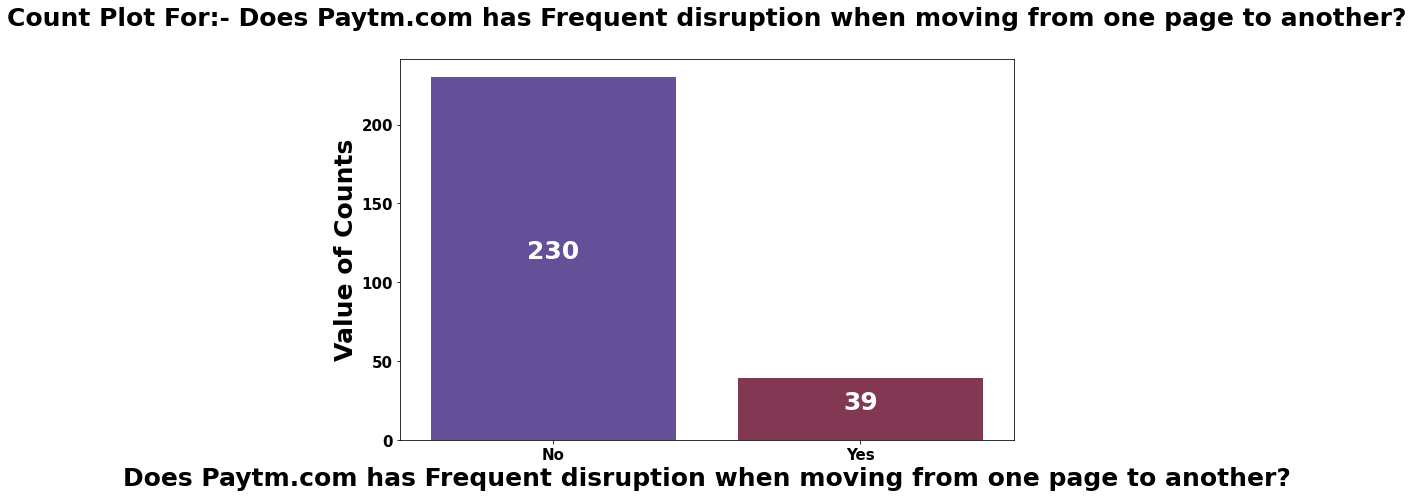 Count Plot For:- Does Paytm.com has Frequent disruption when moving from one page to another?
Value of Counts
200
150
100
50
0
230
39
No
Yes
Does Paytm.com has Frequent disruption when moving from one page to another?